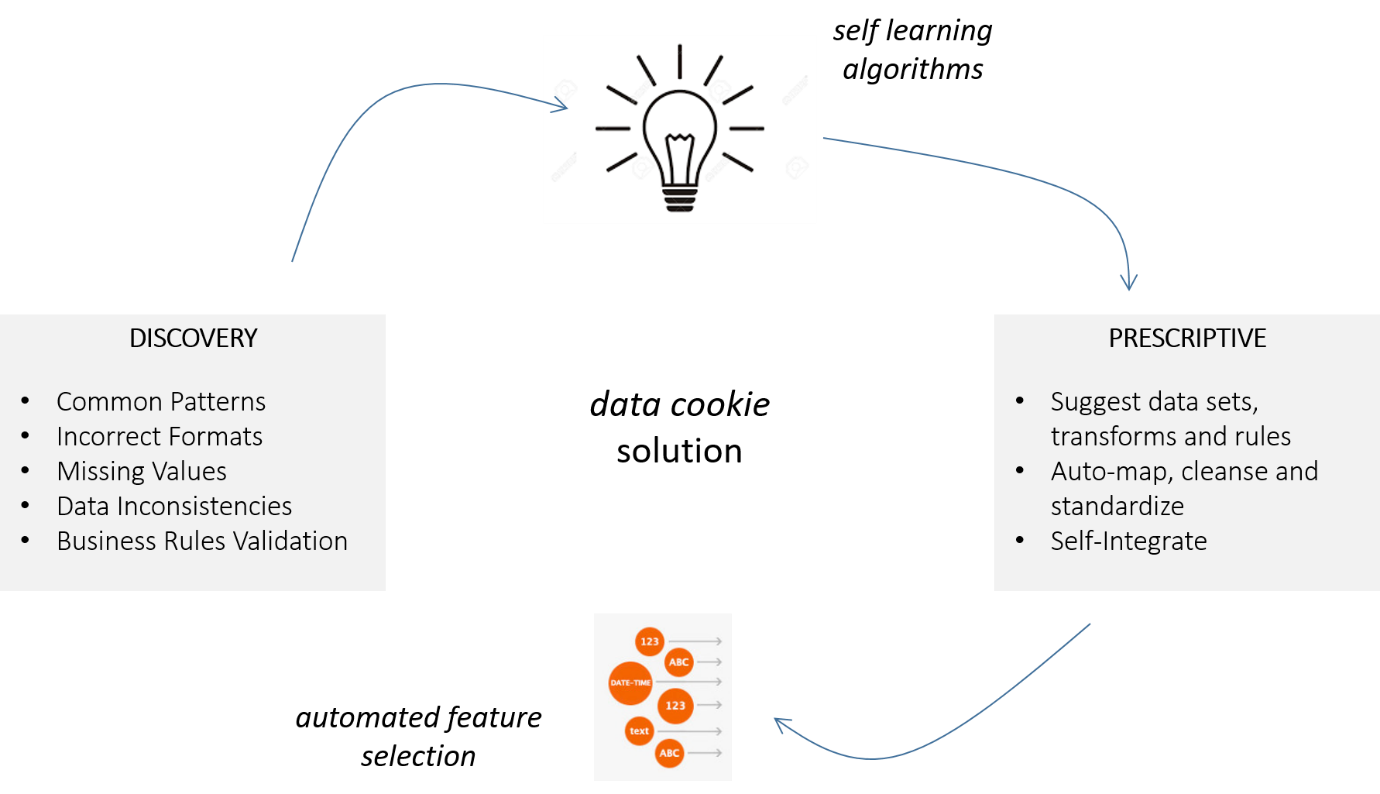 self learning
algorithms
DISCOVERY
• Common Patterns
• Incorrect Formats
• Missing Values
• Data Inconsistencies
• Business Rules Validation
data cookie
solution
PRESCRIPTIVE
• Suggest data sets,
transforms and rules
• Auto-map, cleanse and
standardize
• Self-Integrate
automated feature
selection
123
ABC
DATE-TIME
123
text
ABC